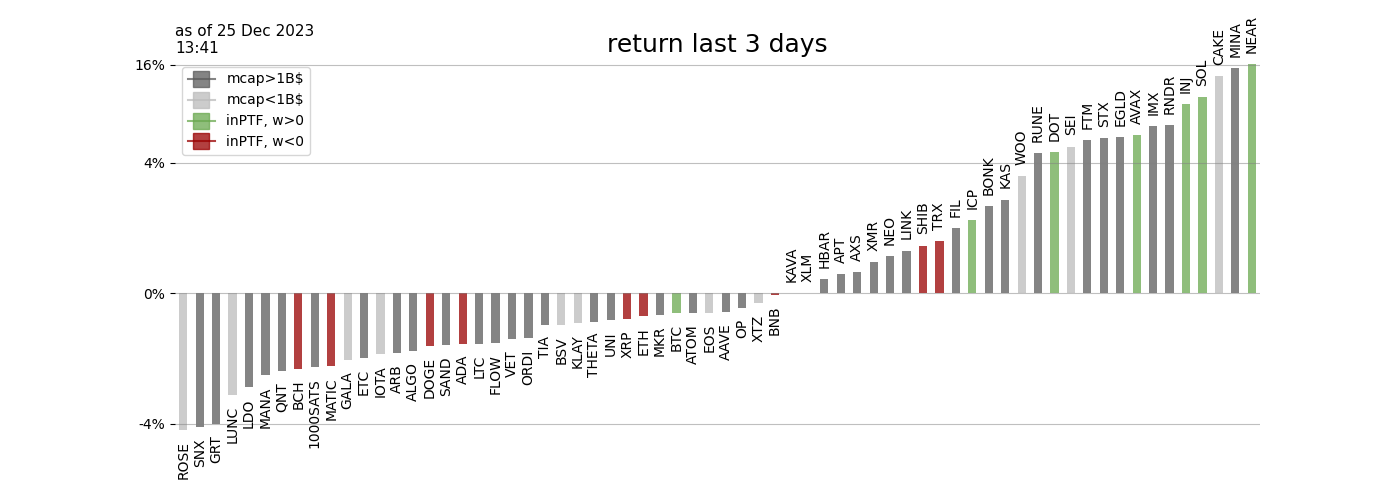 as of 25 Dec 2023
13:41
return last 3 days
mcap>1B$
mcap<1B$
inPTF, w>0
inPTF, w<0
16%
4%
0%
-4%
ROSE
SNX
GRT
LUNC
LDO
MANA
QNT
BCH
1000SATS
MATIC
GALA
ETC
IOTA
ARB
ALGO
DOGE
SAND
ADA
LTC
FLOW
VET
ORDI
TIA
BSV
KLAY
THETA
UNI
XRP
ETH
MKR
BTC
ATOM
EOS
AAVE
OP
XTZ
BNB
KAVA
XLM
HBAR
APT
AXS
XMR
NEO
LINK
SHIB
TRX
FIL
ICP
BONK
KAS
WOO
RUNE
DOT
SEI
FTM
STX
EGLD
AVAX
IMX
RNDR
INJ
SOL
CAKE
MINA
NEAR